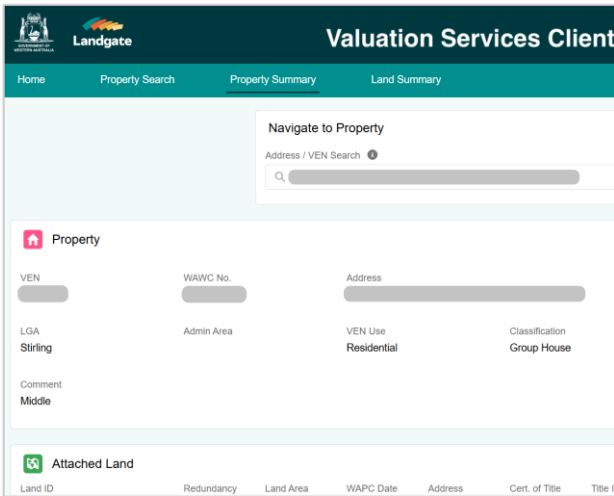 GOVERNMENT OF
WESTERN AUSTRALIA
Landgate
Valuation Services Client
Home Property Search Property Summary Land Summary
Navigate to Property
Address / VEN Search
Property
VEN WAWC No. Address
LGA Admin Area VEN Use Classification
Stirling Residential Group House
Comment
Middle
Attached Land
Land ID Redundancy Land Area WAPC Date Address Cert. of Title Title